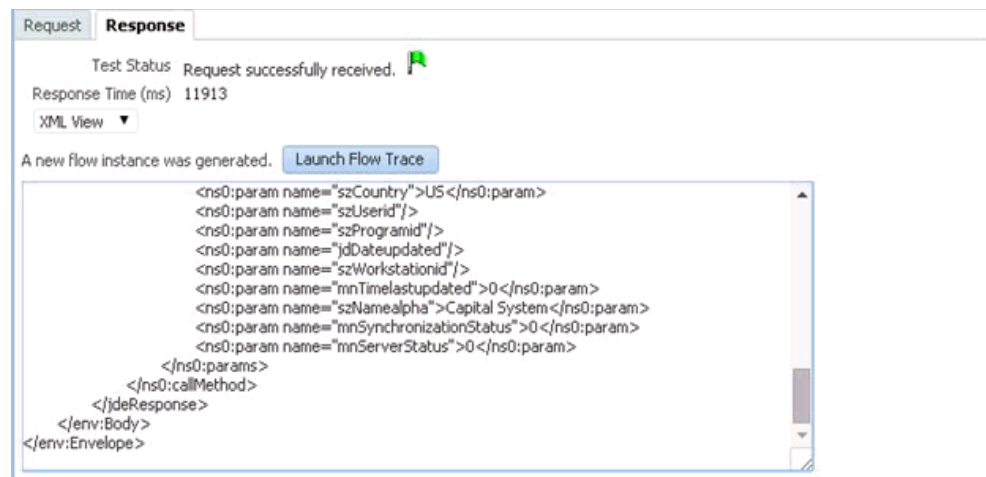 Request Response
Test Status Request successfully received.
Response Time (ms) 11913
XML View
A new flow instance was generated. Launch Flow Trace
<ns0:param name="szCountry">US</ns0:param>
<ns0:param name="szUserid"/>
<ns0:param name="szProgramid"/>
<ns0:param name="jdDateupdated"/>
<ns0:param name="szWorkstationid"/>
<ns0:param name="mnTimelastupdated">0</ns0:param>
<ns0:param name="szNamealpha">Capital System</ns0:param>
<ns0:param name="mnSynchronizationStatus">0</ns0:param>
<ns0:param name="mnServerStatus">0</ns0:param>
</ns0:params>
</ns0:callMethod>
</jdeResponse>
</env:Body>
</env:Envelope>